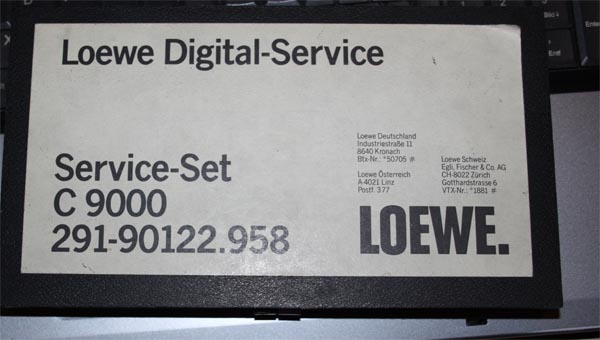 Loewe Digital-Service
Service-Set
C 9000
291-90122.958
Loewe Deutschland
Industriestraße 11
8640 Kronach
Btx-Nr.: *50705 #
Loewe Österreich
A-4021 Linz
Postf. 377
Loewe Schweiz
Egli, Fischer & Co. AG
CH-8022 Zürich
Gotthardstrasse 6
VTX-Nr.: *1881 #
LOEWE.